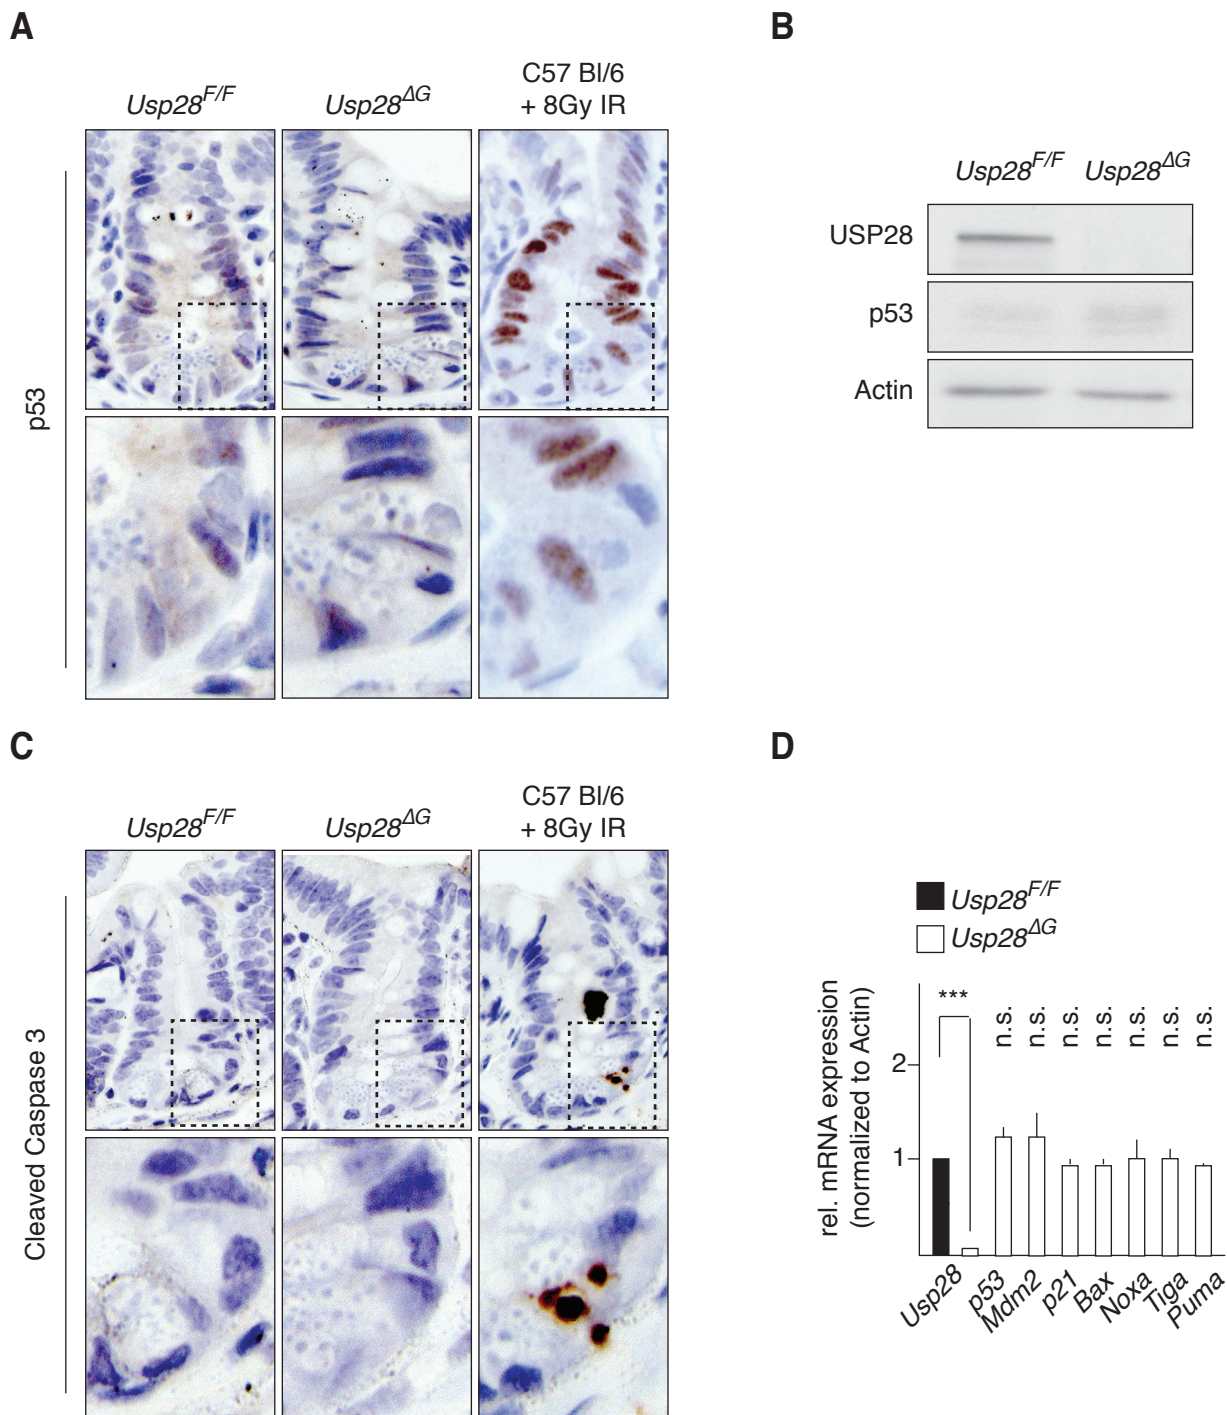 A
Usp28F/F
Usp28ΔG
C57 Bl/6
+ 8Gy IR
p53
B
Usp28F/F
Usp28ΔG
USP28
p53
Actin
C
Usp28F/F
Usp28ΔG
C57 Bl/6
+ 8Gy IR
Cleaved Caspase 3
D
Usp28F/F
Usp28ΔG
rel. mRNA expression
(normalized to Actin)
2
1
***
n.s.
n.s.
n.s.
n.s.
n.s.
n.s.
n.s.
Usp28
p53
Mdm2
p21
Bax
Noxa
Tiga
Puma